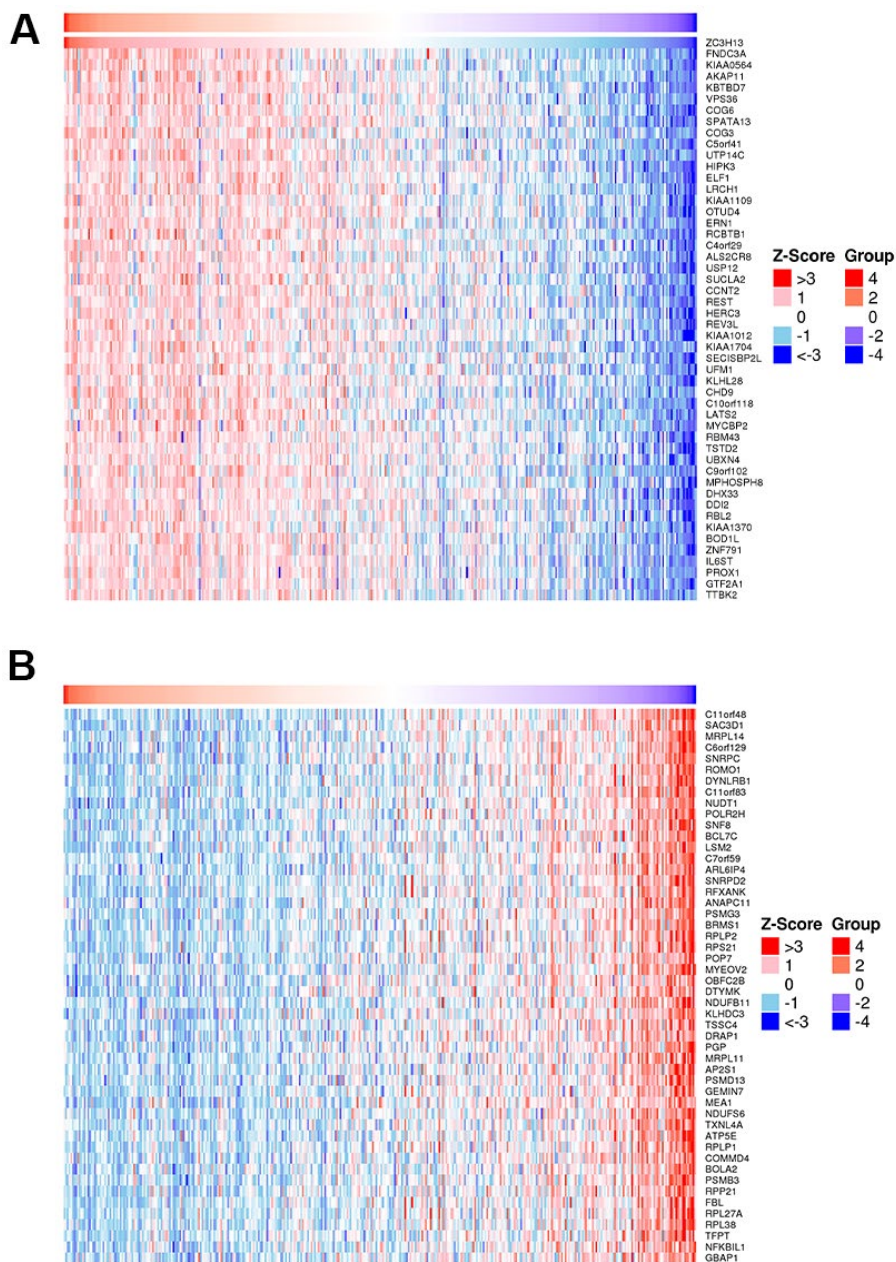 A
ZC3H13
FNDC3A
KIAA0564
AKAP11
KBTBD7
VPS36
COG6
SPATA13
COG3
C5orf41
UTP14C
HIPK3
ELF1
LRCH1
KIAA1109
OTUD4
ERN1
RCBTB1
C4orf29
ALS2CR8
USP12
SUCLA2
CCNT2
REST
HERC3
REV3L
KIAA1012
KIAA1704
SECISBP2L
UFM1
KLHL28
CHD9
C10orf118
LATS2
MYCBP2
RBM43
TSTD2
UBXN4
C9orf102
MPHOSPH8
DHX33
DDI2
RBL2
KIAA1370
BOD1L
ZNF791
IL6ST
PROX1
GTF2A1
TTBK2
Z-Score Group
>3 4
1 2
0 0
-1 -2
<-3 -4
B
C11orf48
SAC3D1
MRPL14
C6orf129
SNRPC
ROMO1
DYNLRB1
C11orf83
NUDT1
POLR2H
SNF8
BCL7C
LSM2
C7orf59
ARL6IP4
SNRPD2
RFXANK
ANAPC11
PSMG3
BRMS1
RPLP2
RPS21
POP7
MYEOV2
OBFC2B
DTYMK
NDUFB11
KLHDC3
TSSC4
DRAP1
PGP
MRPL11
AP2S1
PSMD13
GEMIN7
MEA1
NDUFS6
TXNL4A
ATP5E
RPLP1
COMMD4
BOLA2
PSMB3
RPP21
FBL
RPL27A
RPL38
TFPT
NFKBIL1
GBAP1
Z-Score Group
>3 4
1 2
0 0
-1 -2
<-3 -4